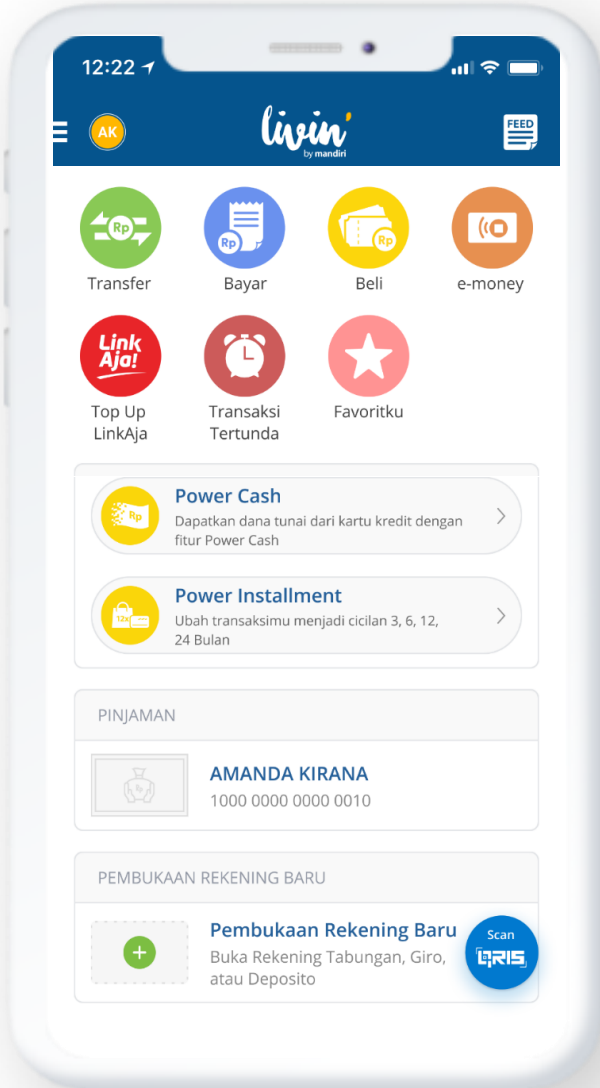 12:22
AK
livin'
by mandiri
FEED
Rp
Rp
Rp
Transfer
Bayar
Beli
e-money
Link
Aja!
Top Up
LinkAja
Transaksi
Tertunda
Favoritku
Rp
Power Cash
Dapatkan dana tunai dari kartu kredit dengan
fitur Power Cash
12x
Power Installment
Ubah transaksimu menjadi cicilan 3, 6, 12,
24 Bulan
PINJAMAN
Rp
AMANDA KIRANA
1000 0000 0000 0010
PEMBUKAAN REKENING BARU
Pembukaan Rekening Baru
Buka Rekening Tabungan, Giro,
atau Deposito
Scan
QRIS